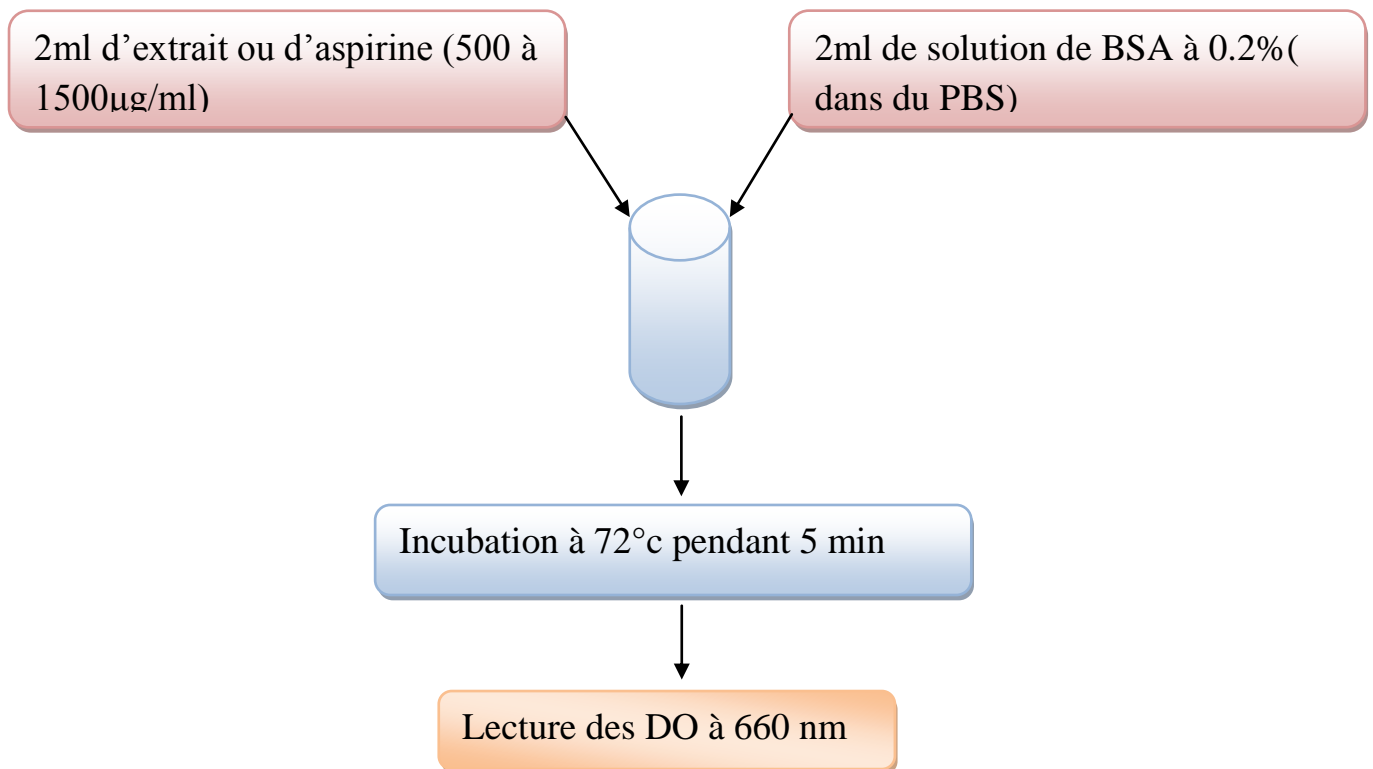 2ml d’extrait ou d’aspirine (500 à
1500µg/ml)
2ml de solution de BSA à 0.2%(
dans du PBS)
Incubation à 72°c pendant 5 min
Lecture des DO à 660 nm